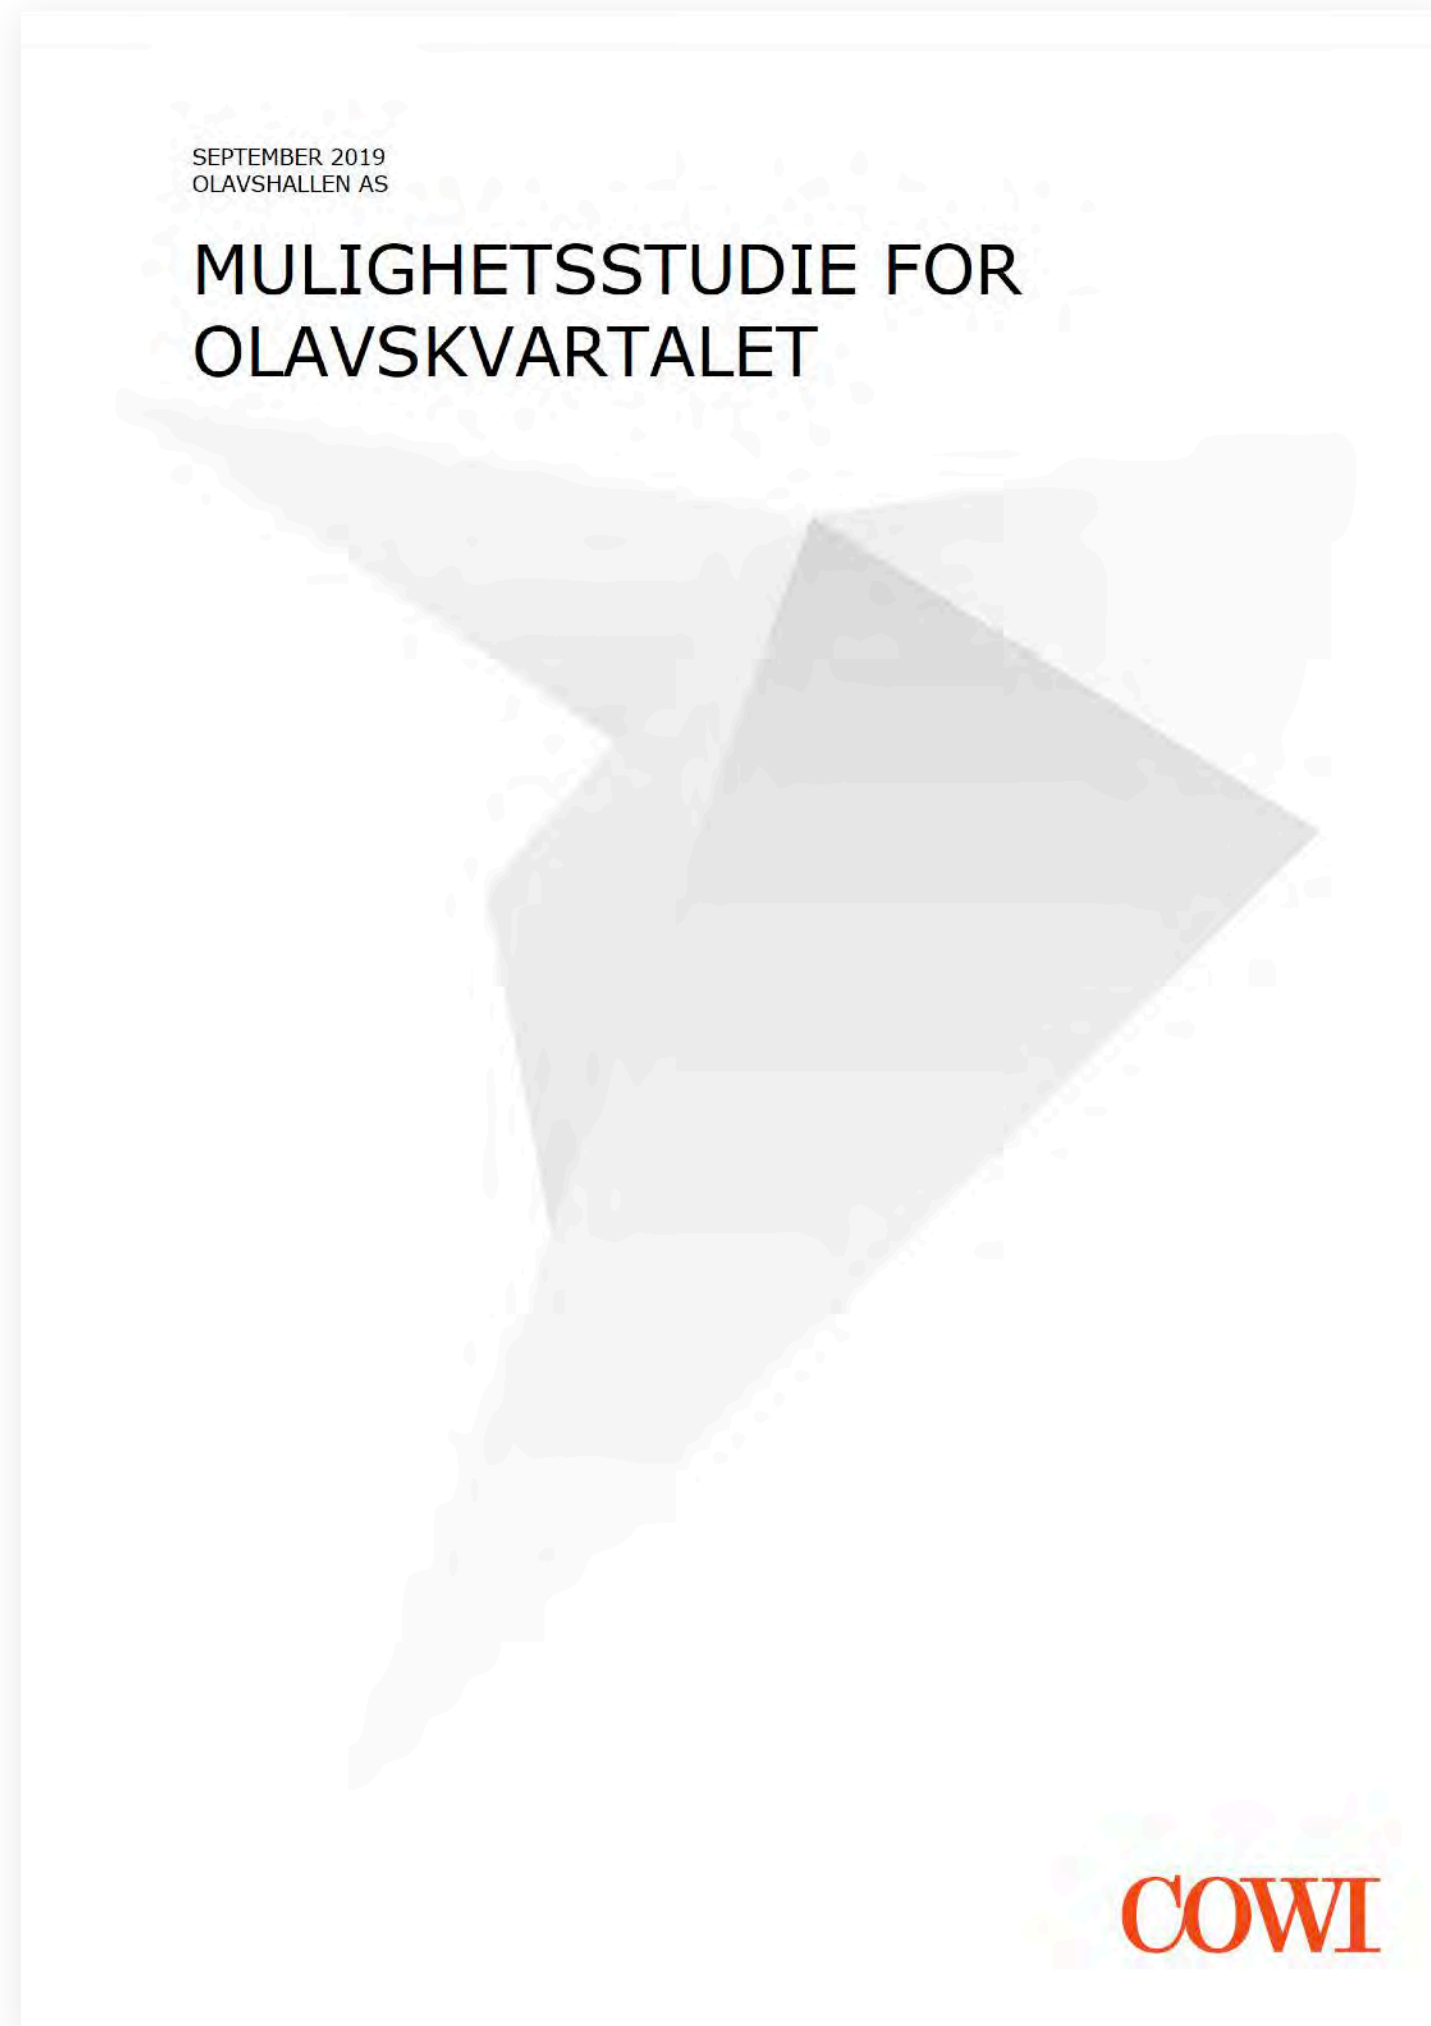 SEPTEMBER 2019
OLAVSHALLEN AS
MULIGHETSSTUDIE FOR
OLAVSKVARTALET
COWI